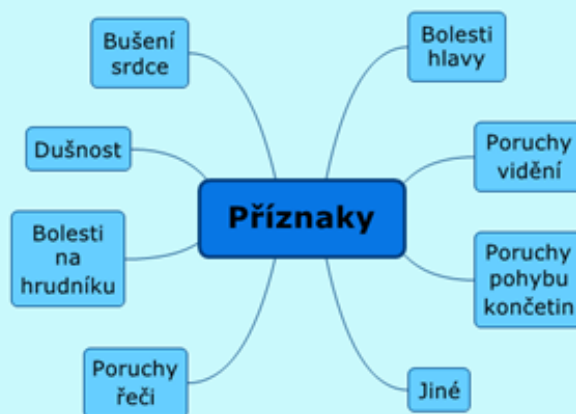 Bušení
srdce
Bolesti
hlavy
Dušnost
Poruchy
vidění
Příznaky
Bolesti
na
hrudníku
Poruchy
pohybu
končetin
Poruchy
řeči
Jiné